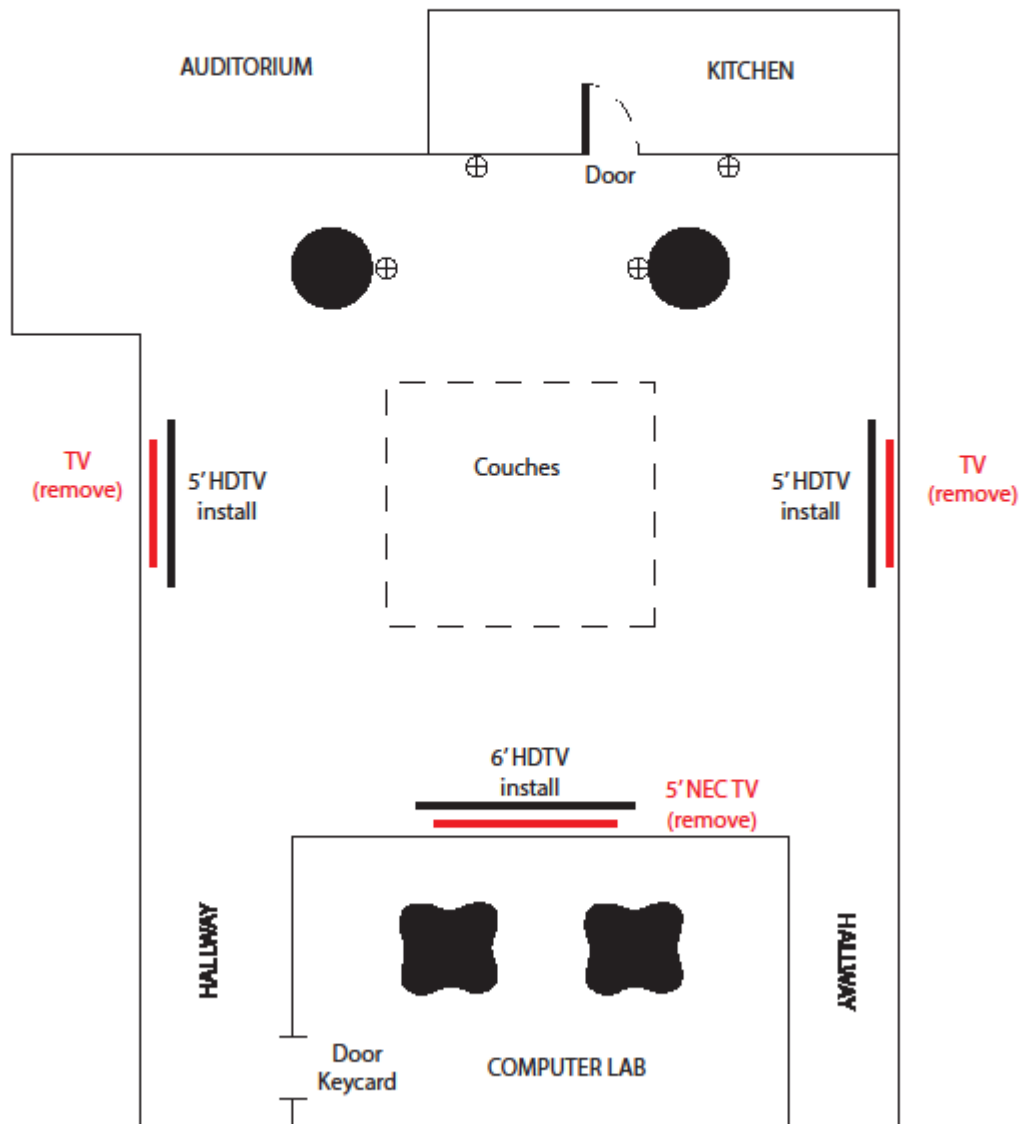 AUDITORIUM
KITCHEN
Door
TV
(remove)
5' HDTV
install
Couches
5' HDTV
install
TV
(remove)
6' HDTV
install
5' NEC TV
(remove)
HALLWAY
HALLWAY
Door
Keycard
COMPUTER LAB